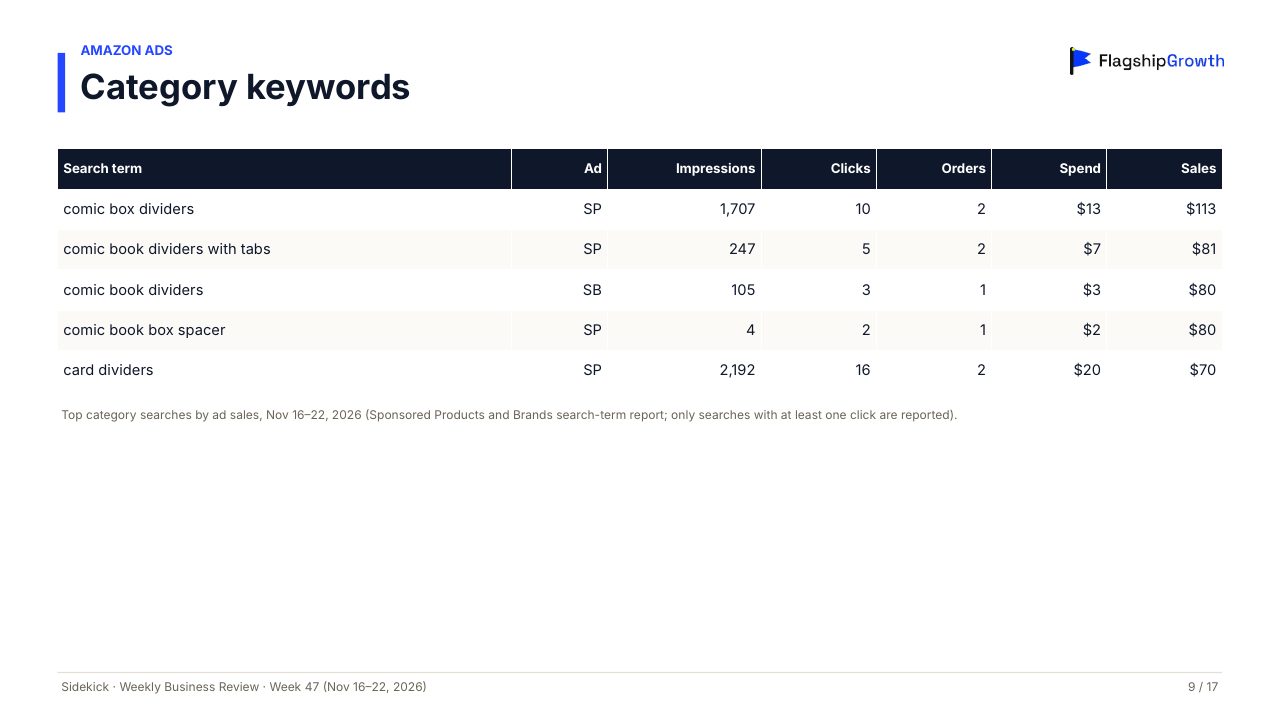 AMAZON ADS
Category keywords
FlagshipGrowth
Search term Ad Impressions Clicks Orders Spend Sales
comic box dividers SP 1,707 10 2 $13 $113
comic book dividers with tabs SP 247 5 2 $7 $81
comic book dividers SB 105 3 1 $3 $80
comic book box spacer SP 4 2 1 $2 $80
card dividers SP 2,192 16 2 $20 $70
Top category searches by ad sales, Nov 16–22, 2026 (Sponsored Products and Brands search-term report; only searches with at least one click are reported).
Sidekick · Weekly Business Review · Week 47 (Nov 16–22, 2026)
9 / 17